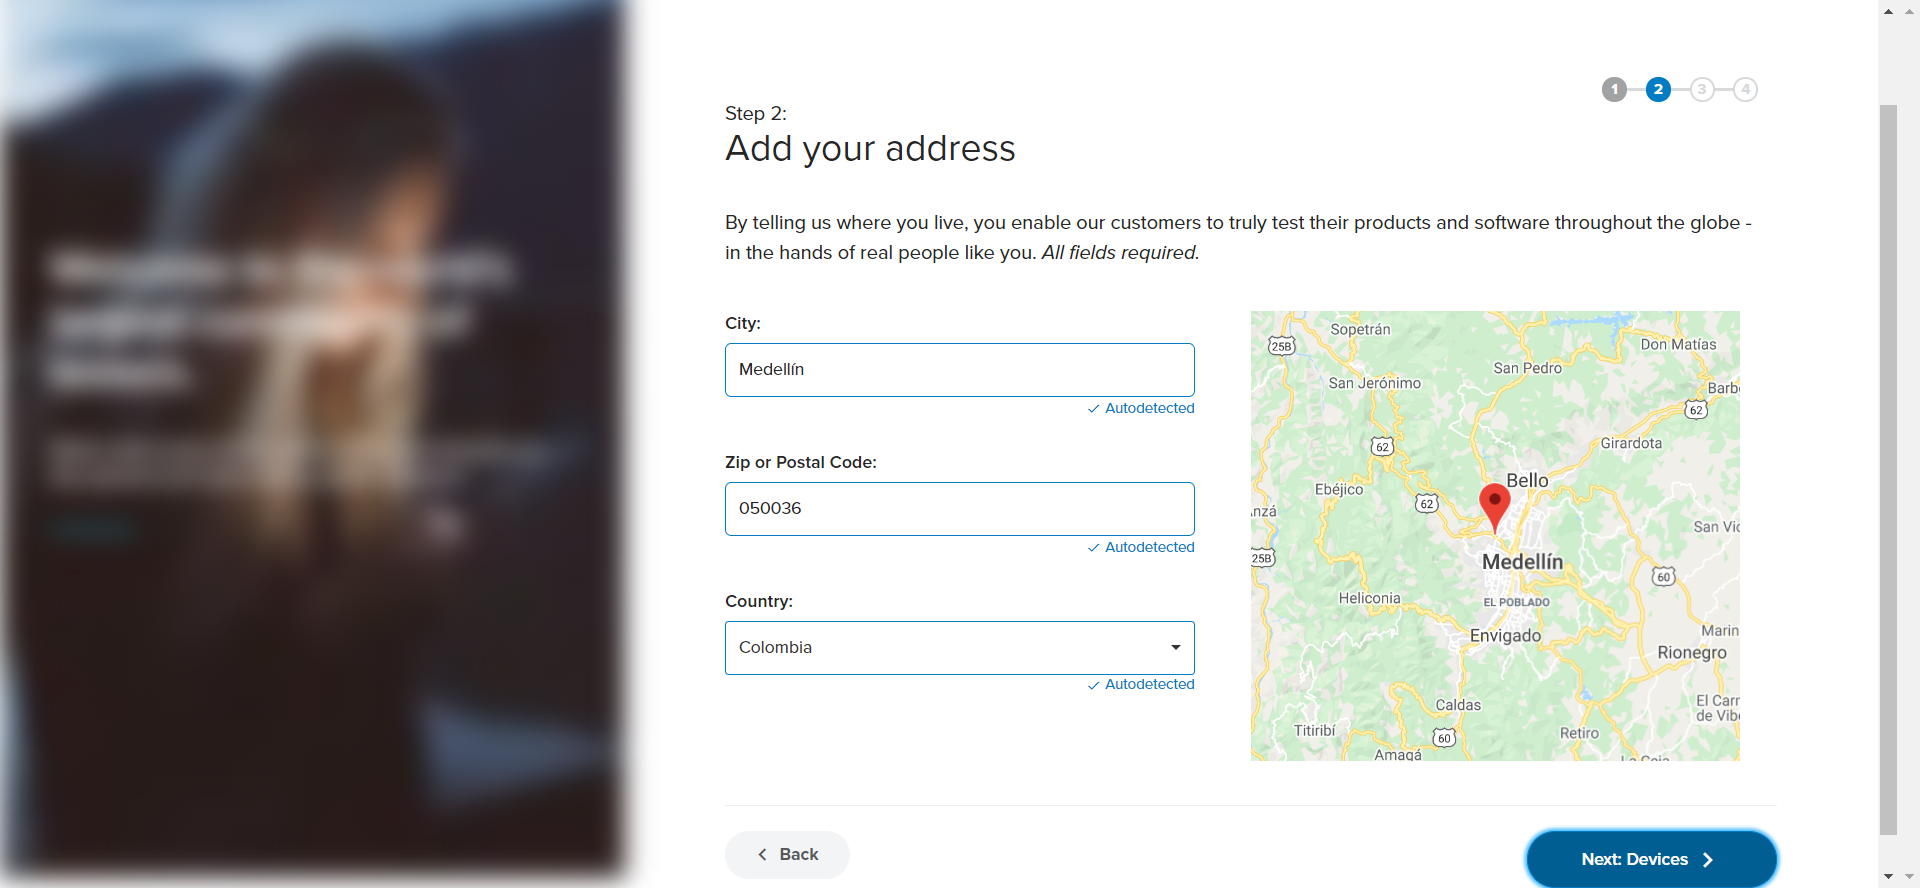 1 2 3 4
Step 2:
Add your address
By telling us where you live, you enable our customers to truly test their products and software throughout the globe -
in the hands of real people like you. All fields required.
City:
Medellín
Autodetected
Zip or Postal Code:
050036
Autodetected
Country:
Colombia
Autodetected
Sopetrán
25B
Don Matías
San Pedro
San Jerónimo
Barb
62
62
Girardota
Bello
Ebéjico
62
nzá
San Vic
25B
Medellín
60
Heliconia
EL POBLADO
Envigado
Marin
Rionegro
El Carr
de Vib
Caldas
Titiribí
60
Retiro
Amagá
La Ceja
Back
Next: Devices